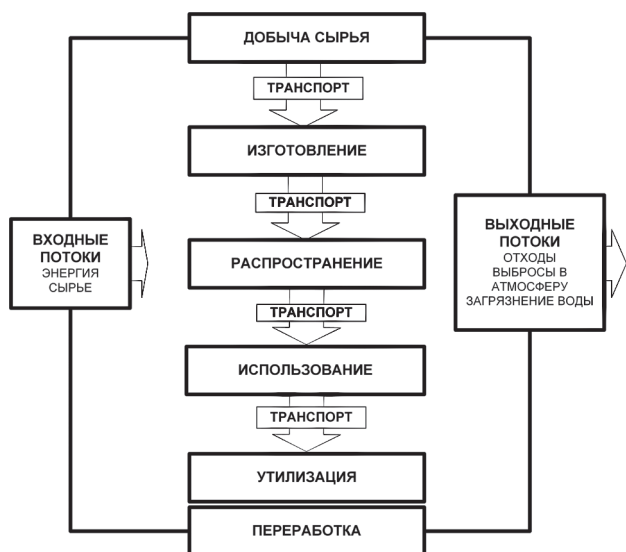 ДОБЫЧА СЫРЬЯ
ТРАНСПОРТ
ИЗГОТОВЛЕНИЕ
ТРАНСПОРТ
ВХОДНЫЕ
ПОТОКИ
ЭНЕРГИЯ
СЫРЬЕ
РАСПРОСТРАНЕНИЕ
ВЫХОДНЫЕ
ПОТОКИ
ОТХОДЫ
ВЫБРОСЫ В
АТМОСФЕРУ
ЗАГРЯЗНЕНИЕ ВОДЫ
ТРАНСПОРТ
ИСПОЛЬЗОВАНИЕ
ТРАНСПОРТ
УТИЛИЗАЦИЯ
ПЕРЕРАБОТКА